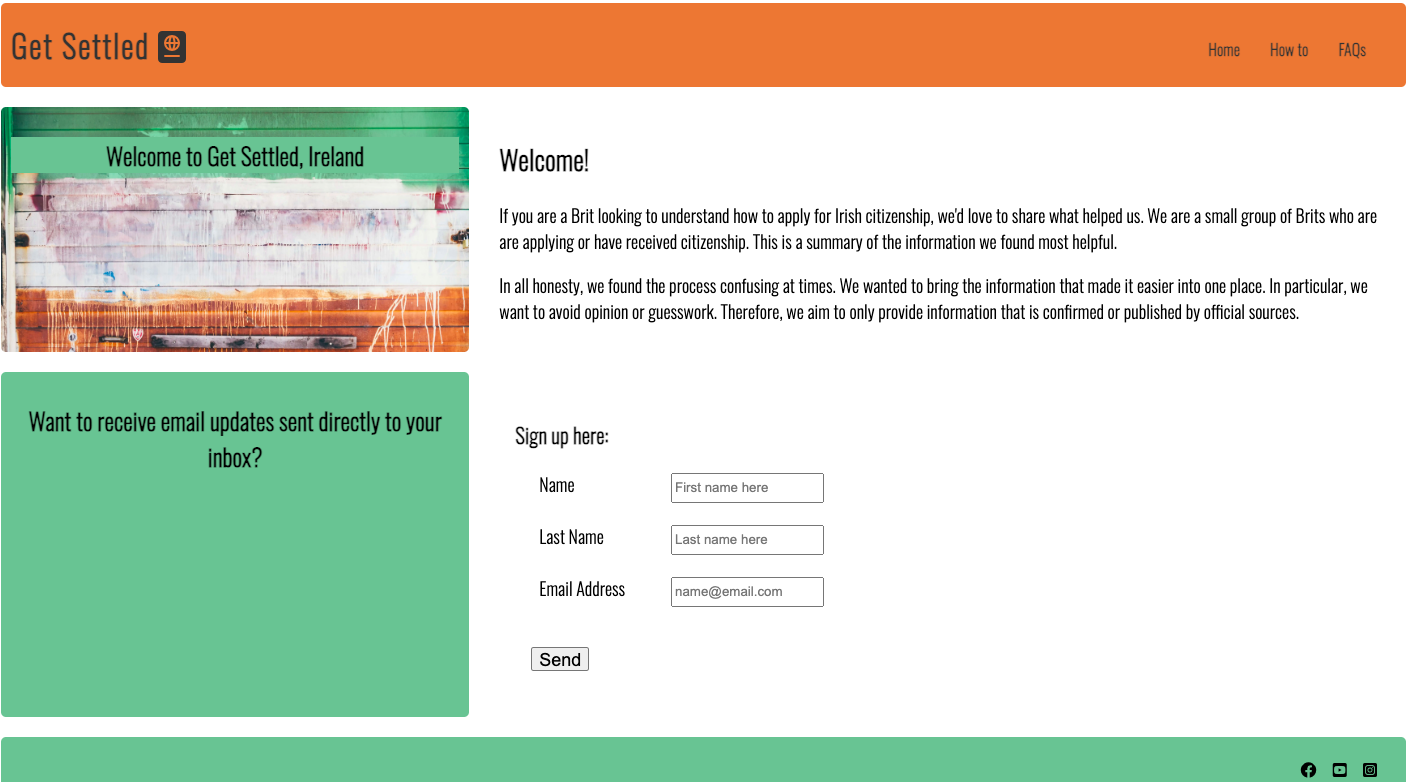 Get Settled
Home
How to
FAQs
Welcome to Get Settled, Ireland
Welcome!
If you are a Brit looking to understand how to apply for Irish citizenship, we'd love to share what helped us. We are a small group of Brits who are
are applying or have received citizenship. This is a summary of the information we found most helpful.
In all honesty, we found the process confusing at times. We wanted to bring the information that made it easier into one place. In particular, we
want to avoid opinion or guesswork. Therefore, we aim to only provide information that is confirmed or published by official sources.
Want to receive email updates sent directly to your
inbox?
Sign up here:
Name
First name here
Last Name
Last name here
Email Address
name@email.com
Send